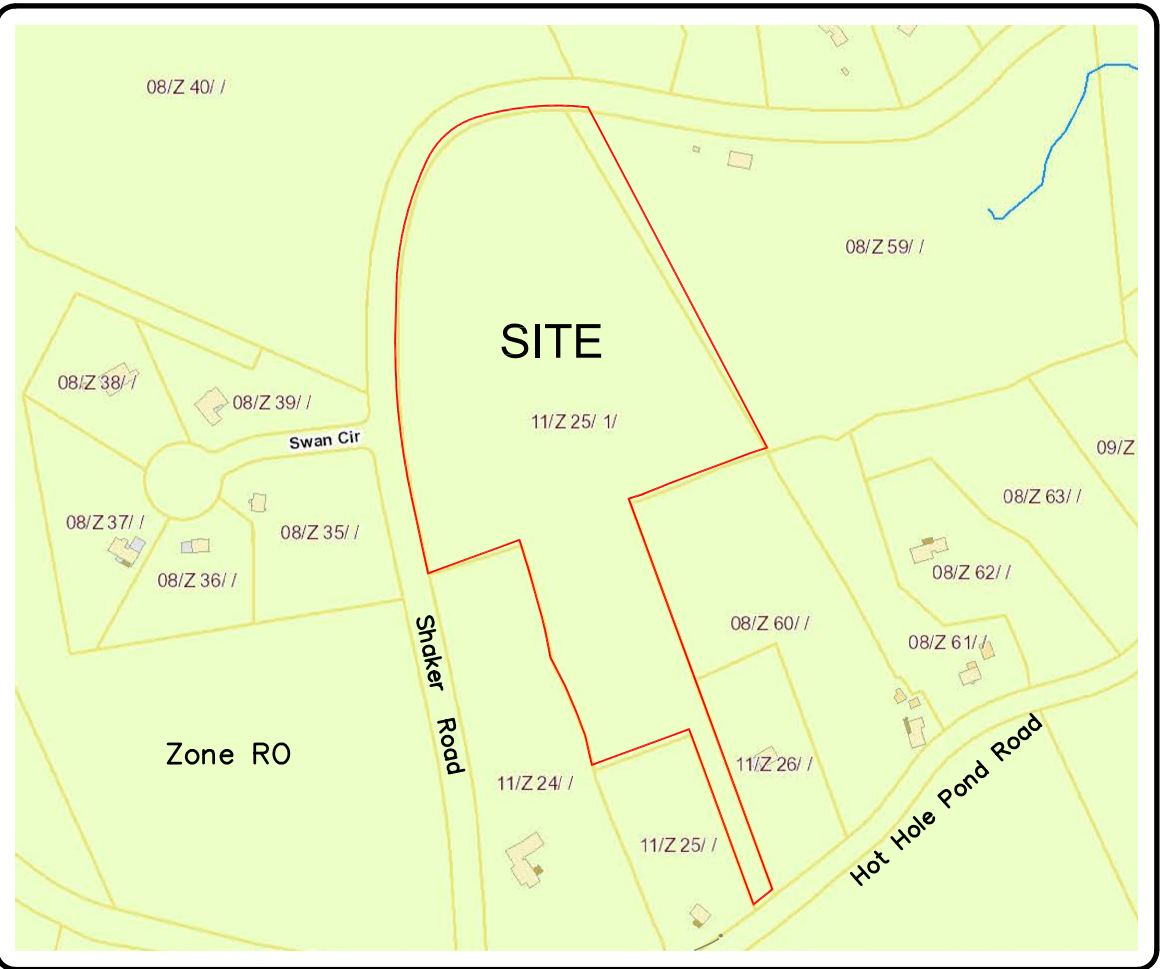 08/Z 40/ /
08/Z 59/ /
SITE
08/Z 38/ /
08/Z 39/ /
11/Z 25/ 1/
Swan Cir
09/Z
08/Z 63/ /
08/Z 37/ /
08/Z 35/ /
08/Z 36/ /
08/Z 62/ /
08/Z 60/ /
08/Z 61/ /
Shaker Road
Zone RO
11/Z 26/ /
11/Z 24/ /
Hot Hole Pond Road
11/Z 25/ /